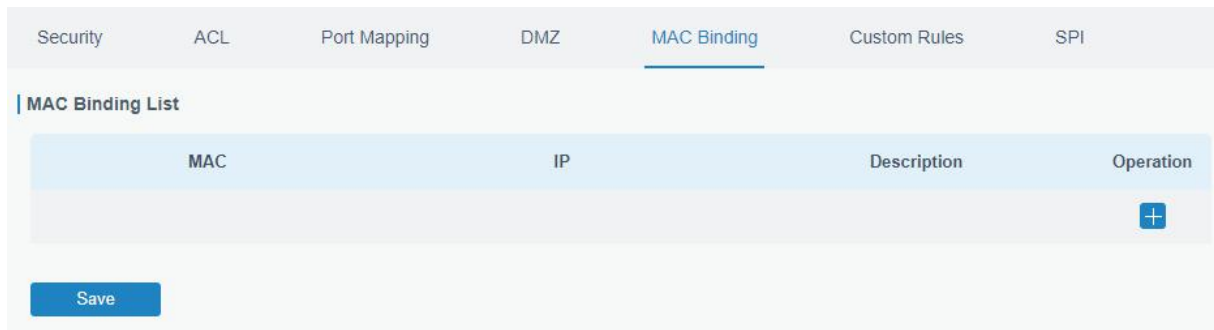 Security ACL Port Mapping DMZ MAC Binding Custom Rules SPI
MAC Binding List
MAC IP Description Operation
Save